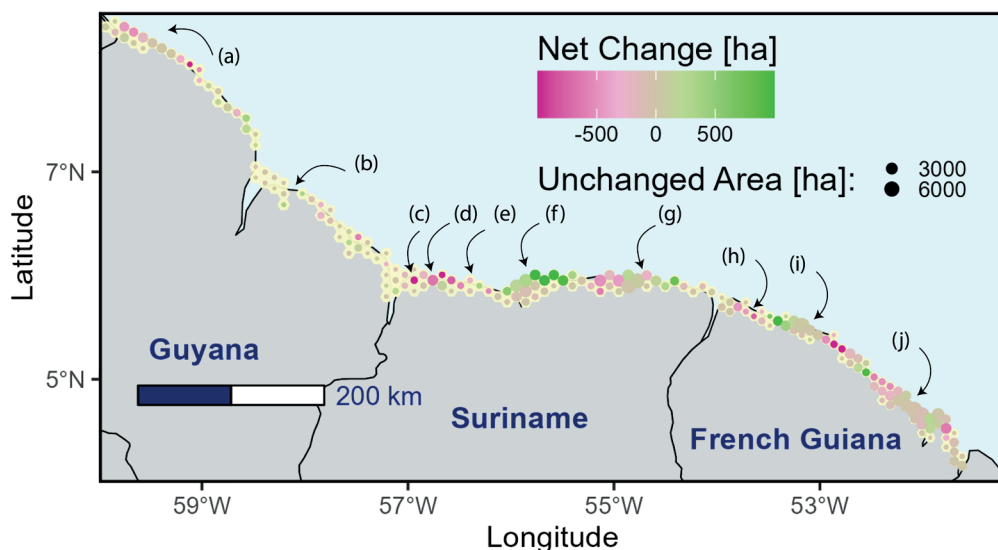 Net Change [ha]
-500 0 500
Unchanged Area [ha]:
3000
6000
(a)
(b)
(c)
(d)
(e)
(f)
(g)
(h)
(i)
(j)
7°N
5°N
Latitude
Guyana
200 km
Suriname
French Guiana
59°W 57°W 55°W 53°W
Longitude